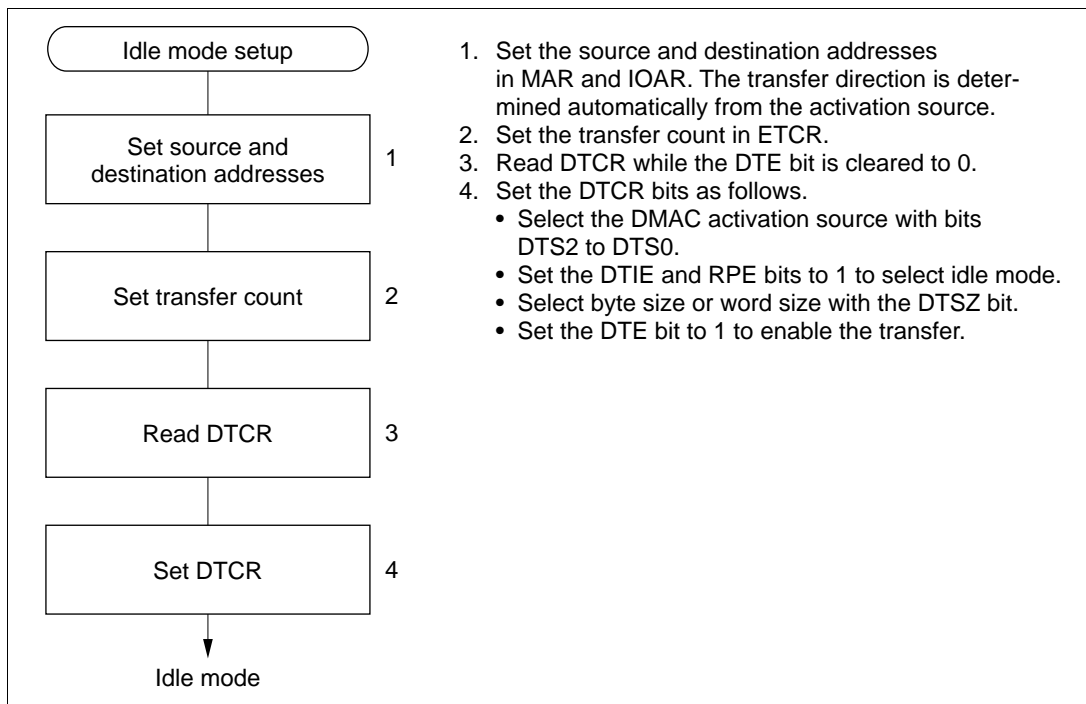 Idle mode setup
Set source and
destination addresses
1
Set transfer count
2
Read DTCR
3
Set DTCR
4
Idle mode
1. Set the source and destination addresses
in MAR and IOAR. The transfer direction is deter-
mined automatically from the activation source.
2. Set the transfer count in ETCR.
3. Read DTCR while the DTE bit is cleared to 0.
4. Set the DTCR bits as follows.
• Select the DMAC activation source with bits
DTS2 to DTS0.
• Set the DTIE and RPE bits to 1 to select idle mode.
• Select byte size or word size with the DTSZ bit.
• Set the DTE bit to 1 to enable the transfer.